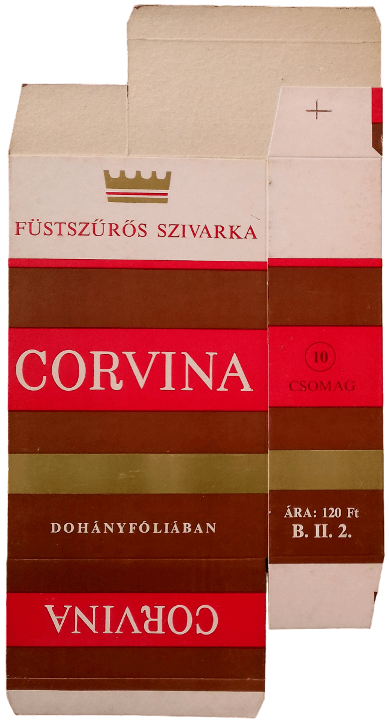 FÜSTSZŰRŐS SZIVARKA
CORVINA
DOHÁNYFÓLIÁBAN
CORVINA
10
CSOMAG
ÁRA: 120 Ft
B. II. 2.